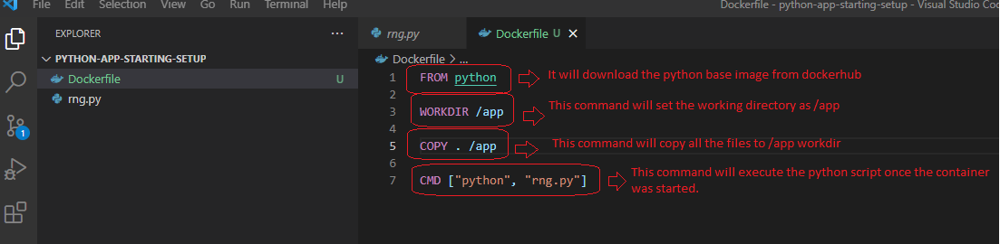 File Edit Selection View Go Run Terminal Help
Dockerfile - python-app-starting-setup - Visual Studio Cod
EXPLORER ...
PYTHON-APP-STARTING-SETUP
Dockerfile U
rng.py
1
rng.py
Dockerfile U ×
Dockerfile > ...
1 FROM python
It will download the python base image from dockerhub
2
3 WORKDIR /app
This command will set the working directory as /app
4
5 COPY . /app
This command will copy all the files to /app workdir
6
7 CMD ["python", "rng.py"]
This command will execute the python script once the container
was started.